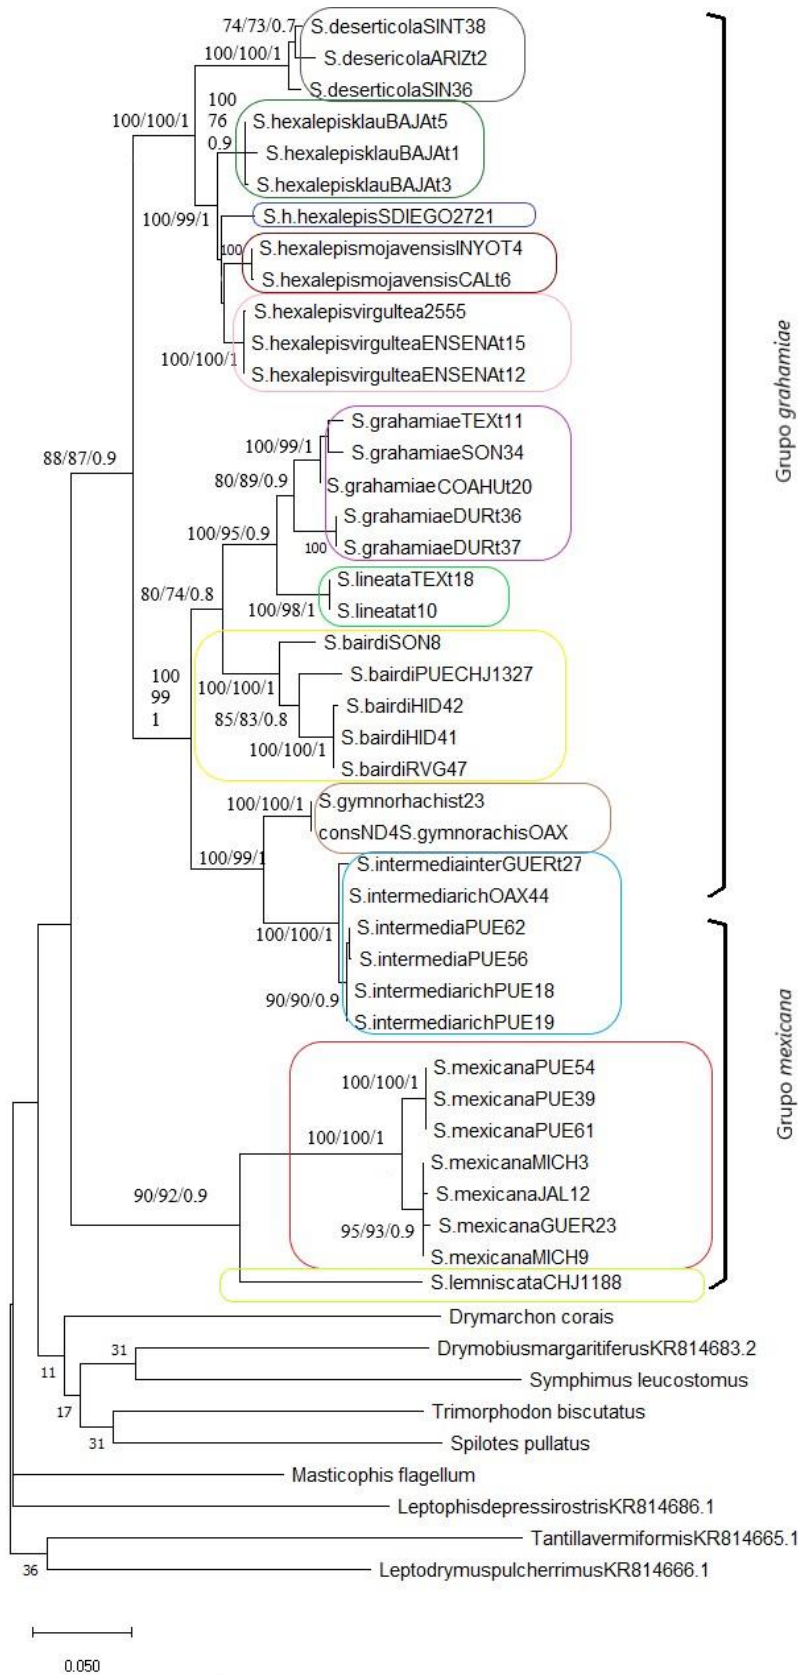 74/73/0.7
S.deserticolaSINT38
S.desericolaARIZt2
100/100/1
S.deserticolaSIN36
100
76
0.9
100/100/1
S.hexalepisklauBAJAt5
S.hexalepisklauBAJAt1
S.hexalepisklauBAJAt3
100/99/1
S.h.hexalepisSDIEGO2721
100
S.hexalepismojavensisINYOT4
S.hexalepismojavensisCALt6
S.hexalepisvirgultea2555
S.hexalepisvirgulteaENSENAt15
100/100/1
S.hexalepisvirgulteaENSENAt12
Grupo grahamiae
S.grahamiaeTEXt11
100/99/1
S.grahamiaeSON34
88/87/0.9
80/89/0.9
S.grahamiaeCOAHUt20
S.grahamiaeDURt36
100/95/0.9
100
S.grahamiaeDURt37
S.lineataTEXt18
80/74/0.8
100/98/1
S.lineatat10
S.bairdiSON8
100
99
1
100/100/1
S.bairdiPUECHJ1327
S.bairdiHID42
85/83/0.8
S.bairdiHID41
100/100/1
S.bairdiRVG47
100/100/1
S.gymnorhachist23
consND4S.gymnorachisOAX
100/99/1
S.intermediainterGUERt27
S.intermediarichOAX44
S.intermediaPUE62
100/100/1
S.intermediaPUE56
S.intermediarichPUE18
90/90/0.9
S.intermediarichPUE19
Grupo mexicana
S.mexicanaPUE54
100/100/1
S.mexicanaPUE39
S.mexicanaPUE61
100/100/1
S.mexicanaMICH3
S.mexicanaJAL12
90/92/0.9
S.mexicanaGUER23
95/93/0.9
S.mexicanaMICH9
S.lemniscataCHJ1188
Drymarchon corais
31
DrymobiusmargaritiferusKR814683.2
11
Symphimus leucostomus
17
Trimorphodon biscutatus
31
Spilotes pullatus
Masticophis flagellum
LeptophisdepressirostrisKR814686.1
TantillavermiformisKR814665.1
36
LeptodrymuspulcherrimusKR814666.1
0.050